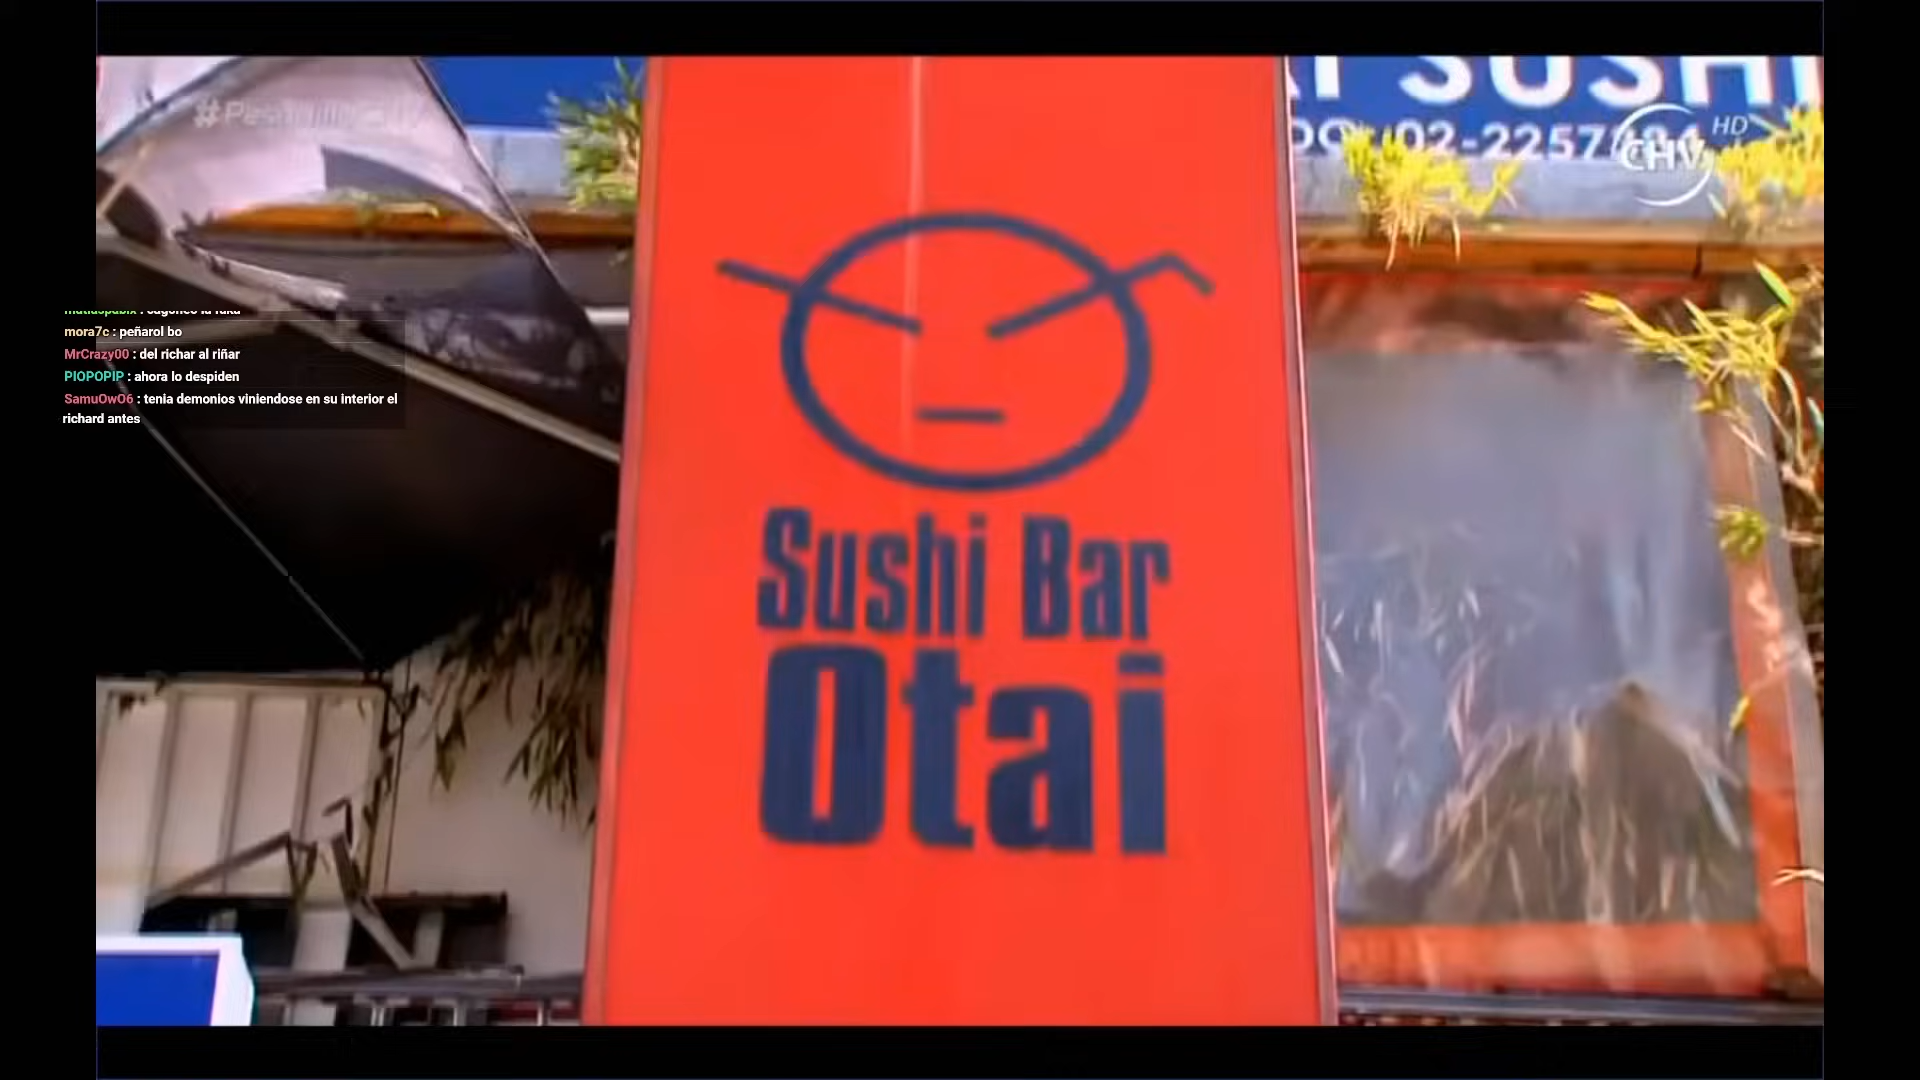 SUSHI
02-2257
HD
CHV
mora7c : peñarol bo
MrCrazy00 : del richar al riñar
PIOPOPIP : ahora lo despiden
SamuOwO6 : tenia demonios viniendose en su interior el
richard antes
Sushi Bar
Otai